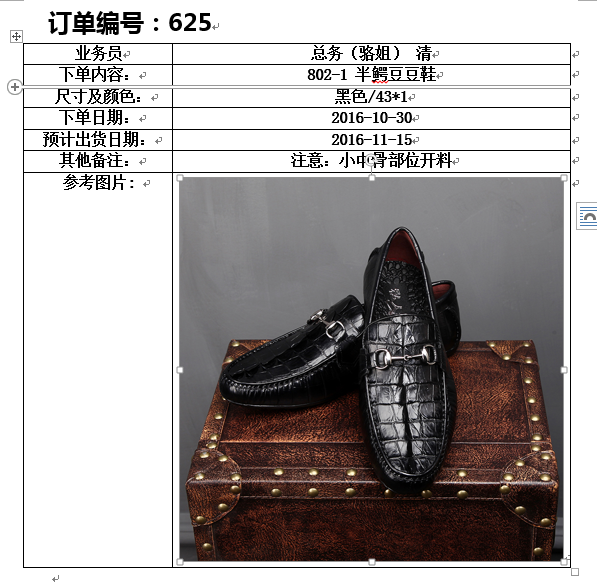 订单编号：625
业务员 总务（骆姐） 清
下单内容： 802-1 半鳄豆豆鞋
尺寸及颜色： 黑色/43*1
下单日期： 2016-10-30
预计出货日期： 2016-11-15
其他备注： 注意：小中骨部位开料
参考图片: